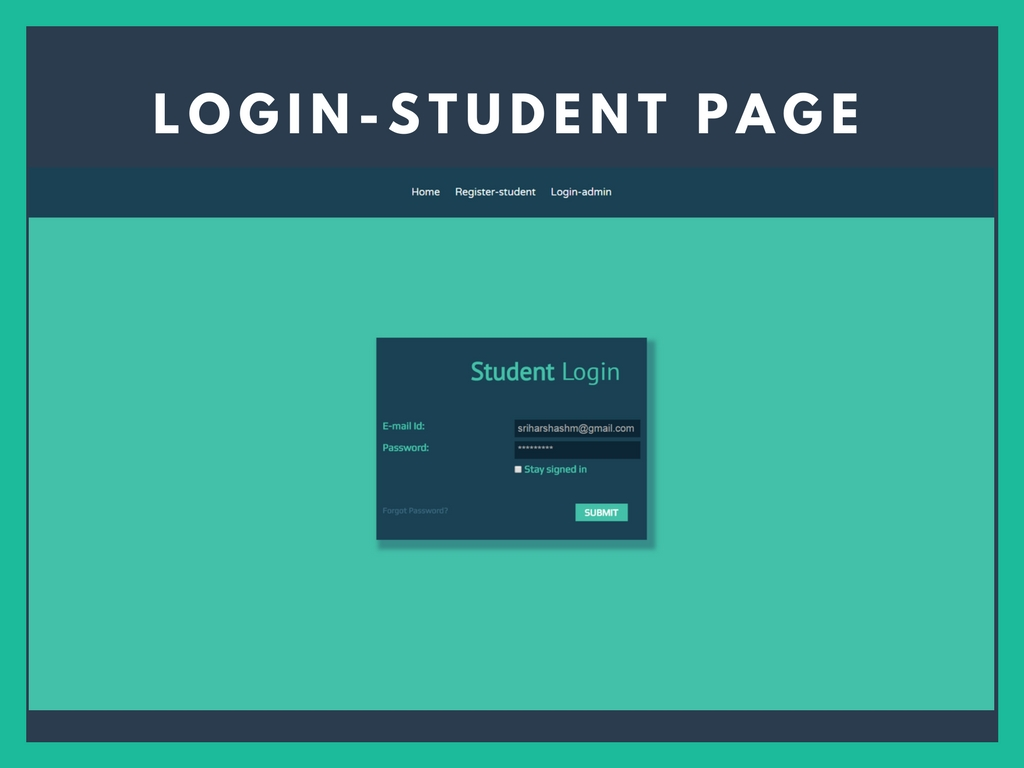 LOGIN-STUDENT PAGE
Home Register-student Login-admin
Student Login
E-mail Id: sriharshashm@gmail.com
Password: *********
Stay signed in
Forgot Password? SUBMIT